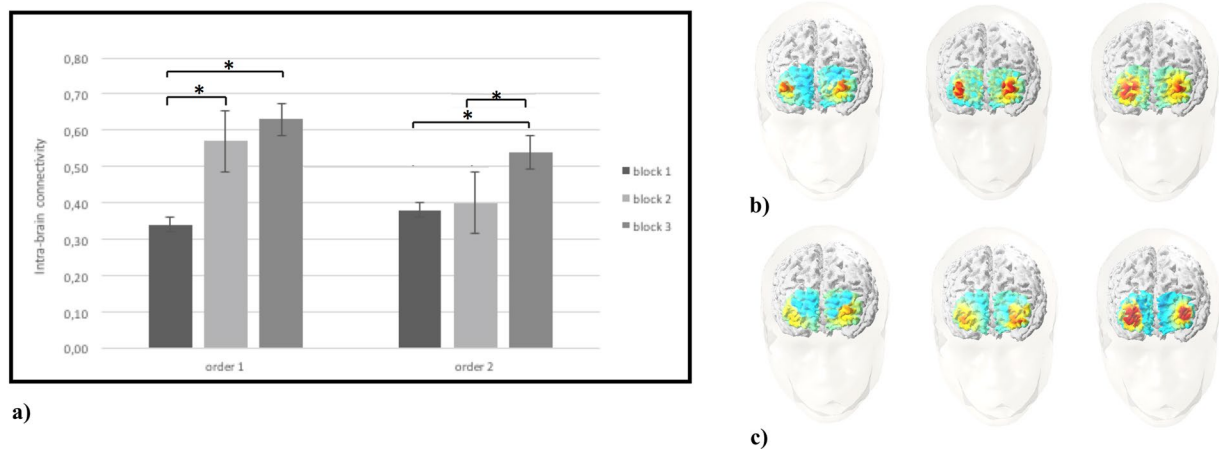 0,80
0,70
0,60
0,50
0,40
0,30
0,20
0,10
0,00
Intra-brain connectivity
*
*
*
*
block 1
block 2
block 3
order 1
order 2
a)
b)
c)